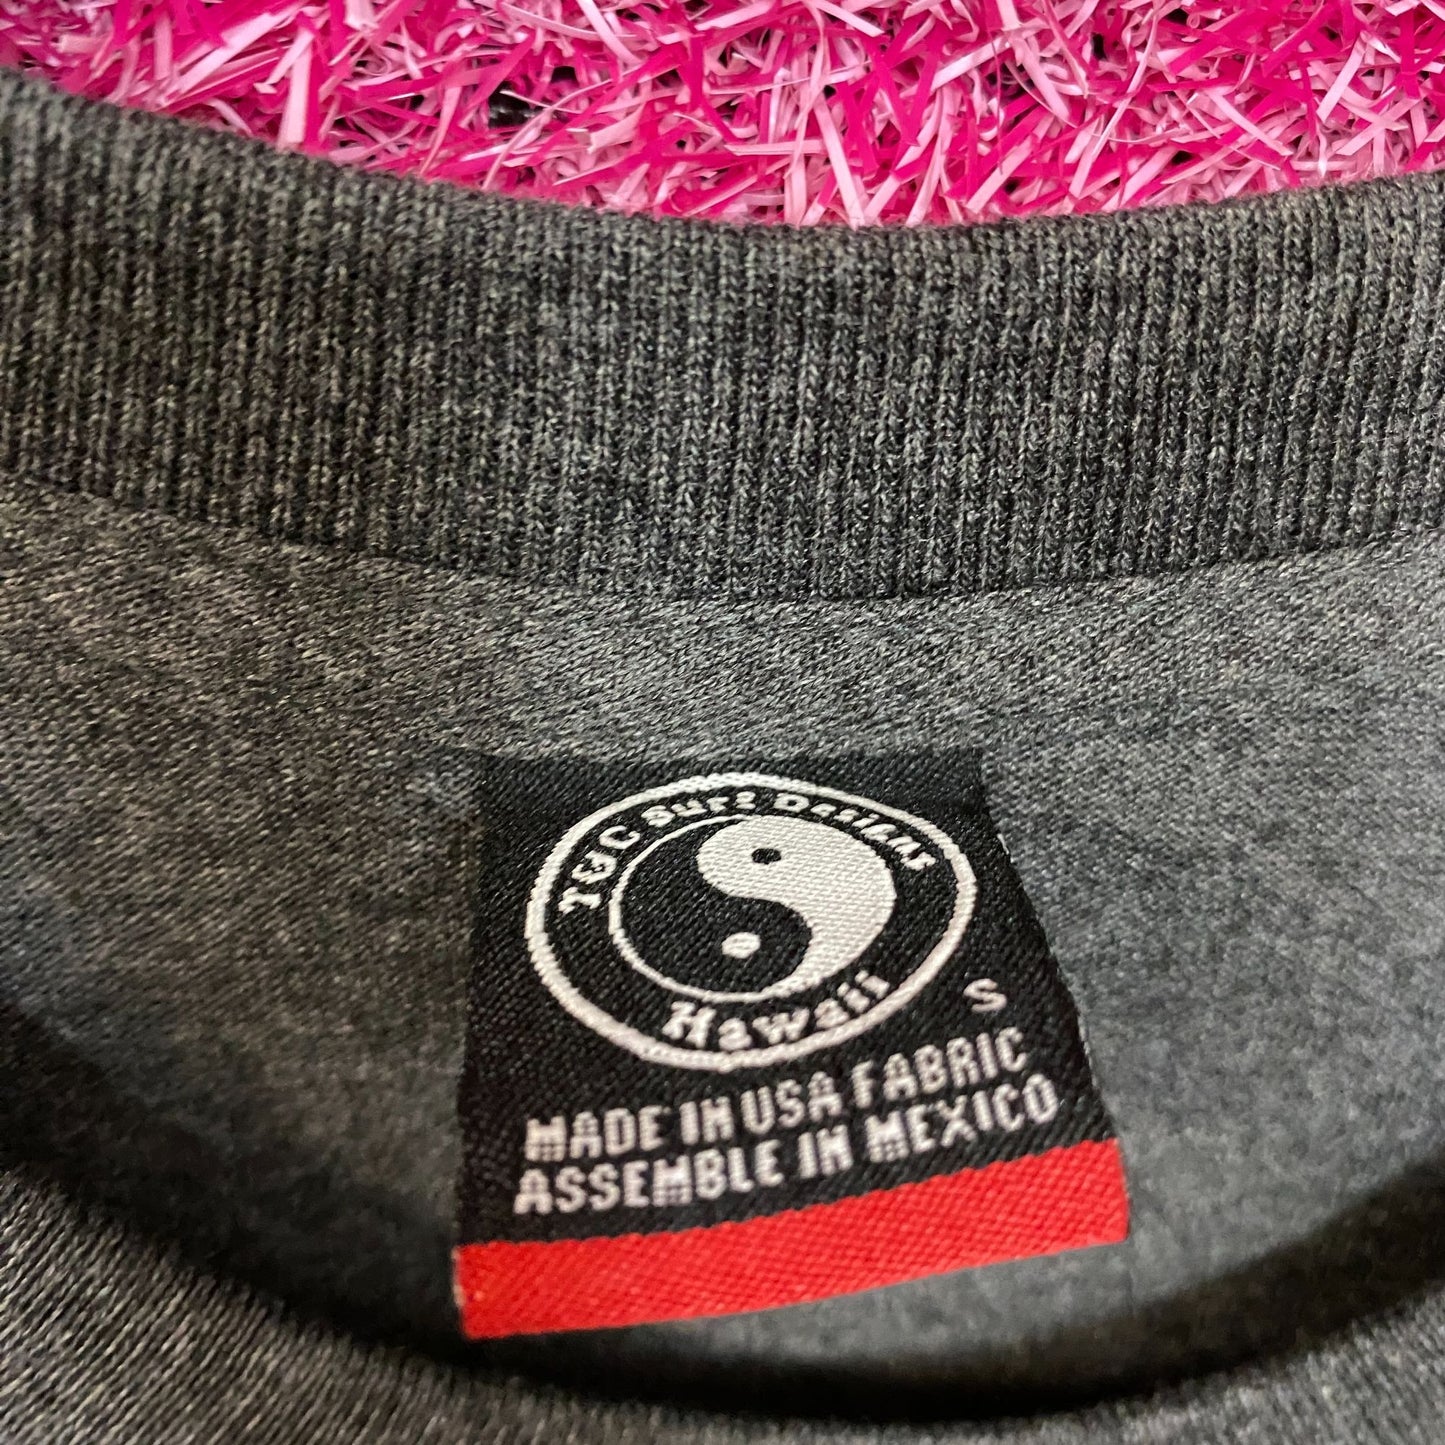 T&C Surf Designs
Hawaii
S
MADE IN USA FABRIC
ASSEMBLE IN MEXICO